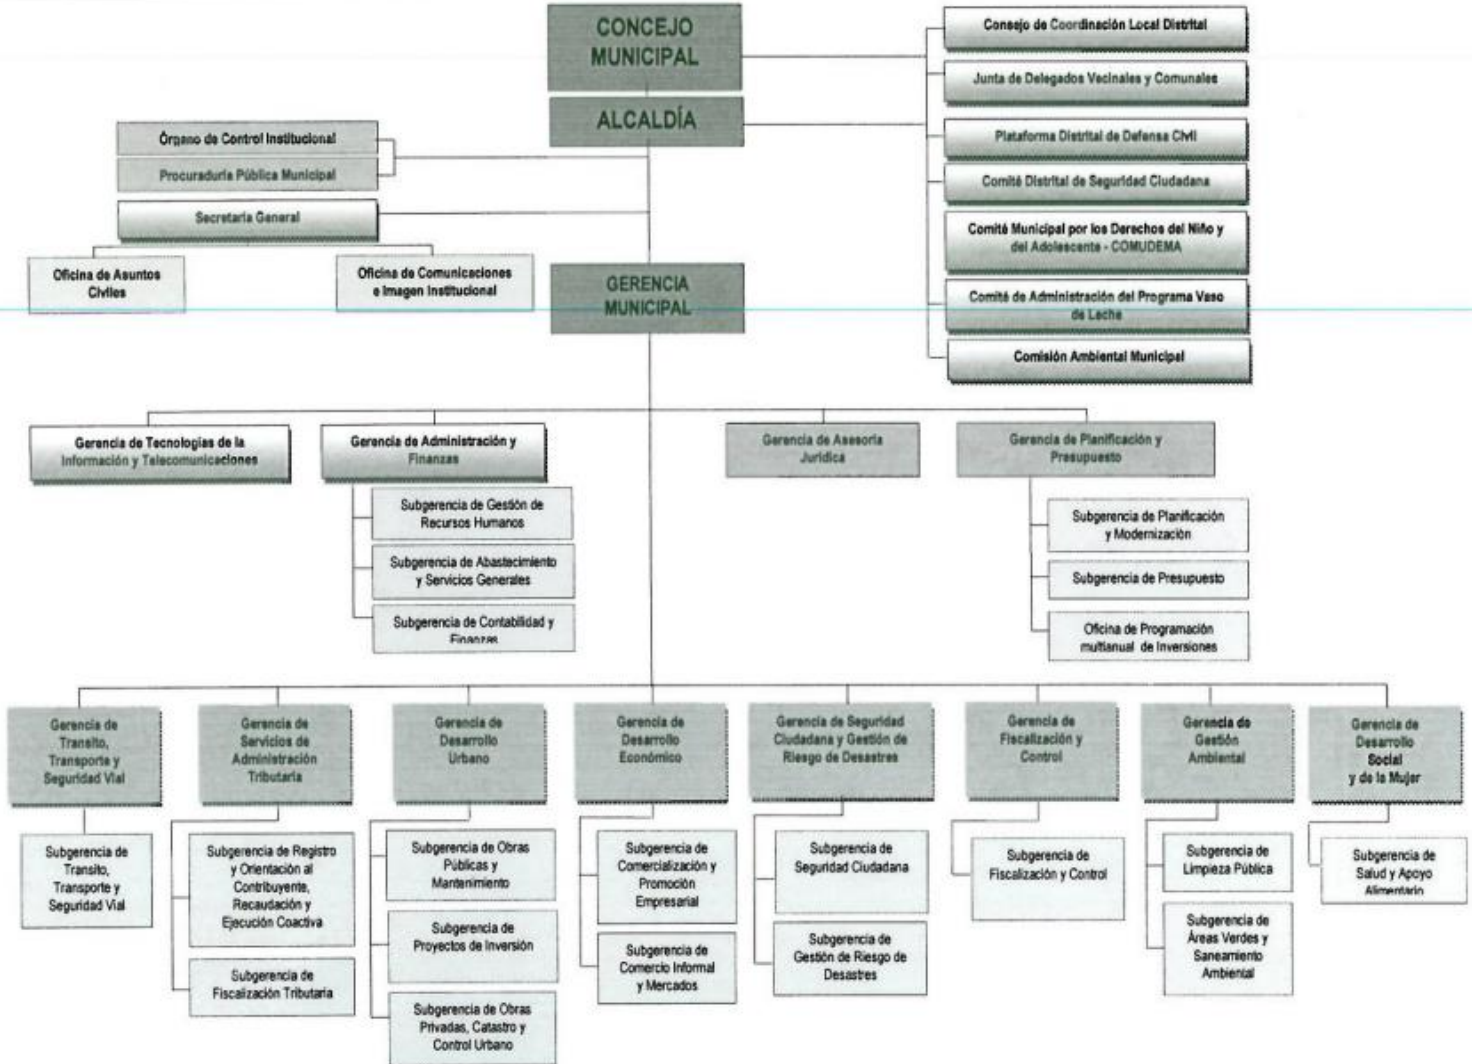 CONCEJO
MUNICIPAL
ALCALDÍA
Consejo de Coordinación Local Distrital
Junta de Delegados Vecinales y Comunales
Plataforma Distrital de Defensa Civil
Comité Distrital de Seguridad Ciudadana
Comité Municipal por los Derechos del Niño y
del Adolescente - COMUDEMA
Comité de Administración del Programa Vaso
de Leche
Comisión Ambiental Municipal
Órgano de Control Institucional
Procuraduría Pública Municipal
Secretaría General
Oficina de Asuntos
Civiles
Oficina de Comunicaciones
e Imagen Institucional
GERENCIA
MUNICIPAL
Gerencia de Tecnologías de la
Información y Telecomunicaciones
Gerencia de Administración y
Finanzas
Subgerencia de Gestión de
Recursos Humanos
Subgerencia de Abastecimiento
y Servicios Generales
Subgerencia de Contabilidad y
Finanzas
Gerencia de Asesoría
Jurídica
Gerencia de Planificación y
Presupuesto
Subgerencia de Planificación
y Modernización
Subgerencia de Presupuesto
Oficina de Programación
multianual de Inversiones
Gerencia de
Transito,
Transporte y
Seguridad Vial
Subgerencia de
Transito,
Transporte y
Seguridad Vial
Gerencia de
Servicios de
Administración
Tributaria
Subgerencia de Registro
y Orientación al
Contribuyente,
Recaudación y
Ejecución Coactiva
Subgerencia de
Fiscalización Tributaria
Gerencia de
Desarrollo
Urbano
Subgerencia de Obras
Públicas y
Mantenimiento
Subgerencia de
Proyectos de Inversión
Subgerencia de Obras
Privadas, Catastro y
Control Urbano
Gerencia de
Desarrollo
Económico
Subgerencia de
Comercialización y
Promoción
Empresarial
Subgerencia de
Comercio Informal
y Mercados
Gerencia de Seguridad
Ciudadana y Gestión de
Riesgo de Desastres
Subgerencia de
Seguridad Ciudadana
Subgerencia de
Gestión de Riesgo de
Desastres
Gerencia de
Fiscalización y
Control
Subgerencia de
Fiscalización y Control
Gerencia de
Gestión
Ambiental
Subgerencia de
Limpieza Pública
Subgerencia de
Áreas Verdes y
Saneamiento
Ambiental
Gerencia de
Desarrollo
Social
y de la Mujer
Subgerencia de
Salud y Apoyo
Alimentario